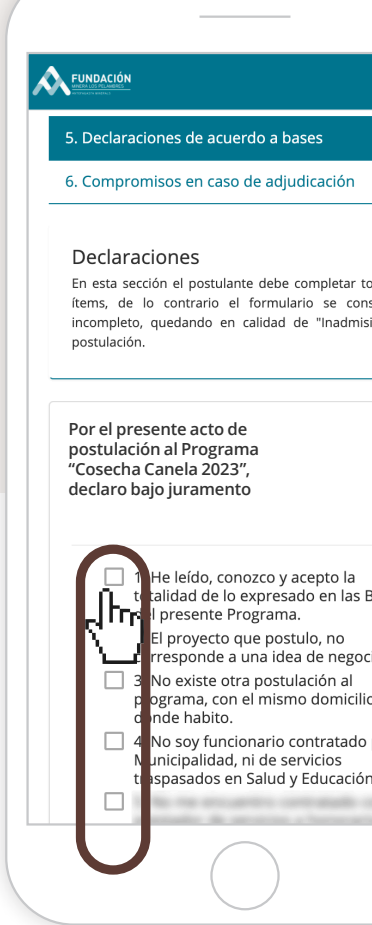 FUNDACIÓN
MINERA LOS PELAMBRES
5. Declaraciones de acuerdo a bases
6. Compromisos en caso de adjudicación
Declaraciones
En esta sección el postulante debe completar to
ítems, de lo contrario el formulario se cons
incompleto, quedando en calidad de "Inadmisi
postulación.
Por el presente acto de
postulación al Programa
“Cosecha Canela 2023”,
declaro bajo juramento
1. He leído, conozco y acepto la
totalidad de lo expresado en las B
del presente Programa.
El proyecto que postulo, no
corresponde a una idea de negoci
3. No existe otra postulación al
programa, con el mismo domicilio
donde habito.
4. No soy funcionario contratado
Municipalidad, ni de servicios
traspasados en Salud y Educación